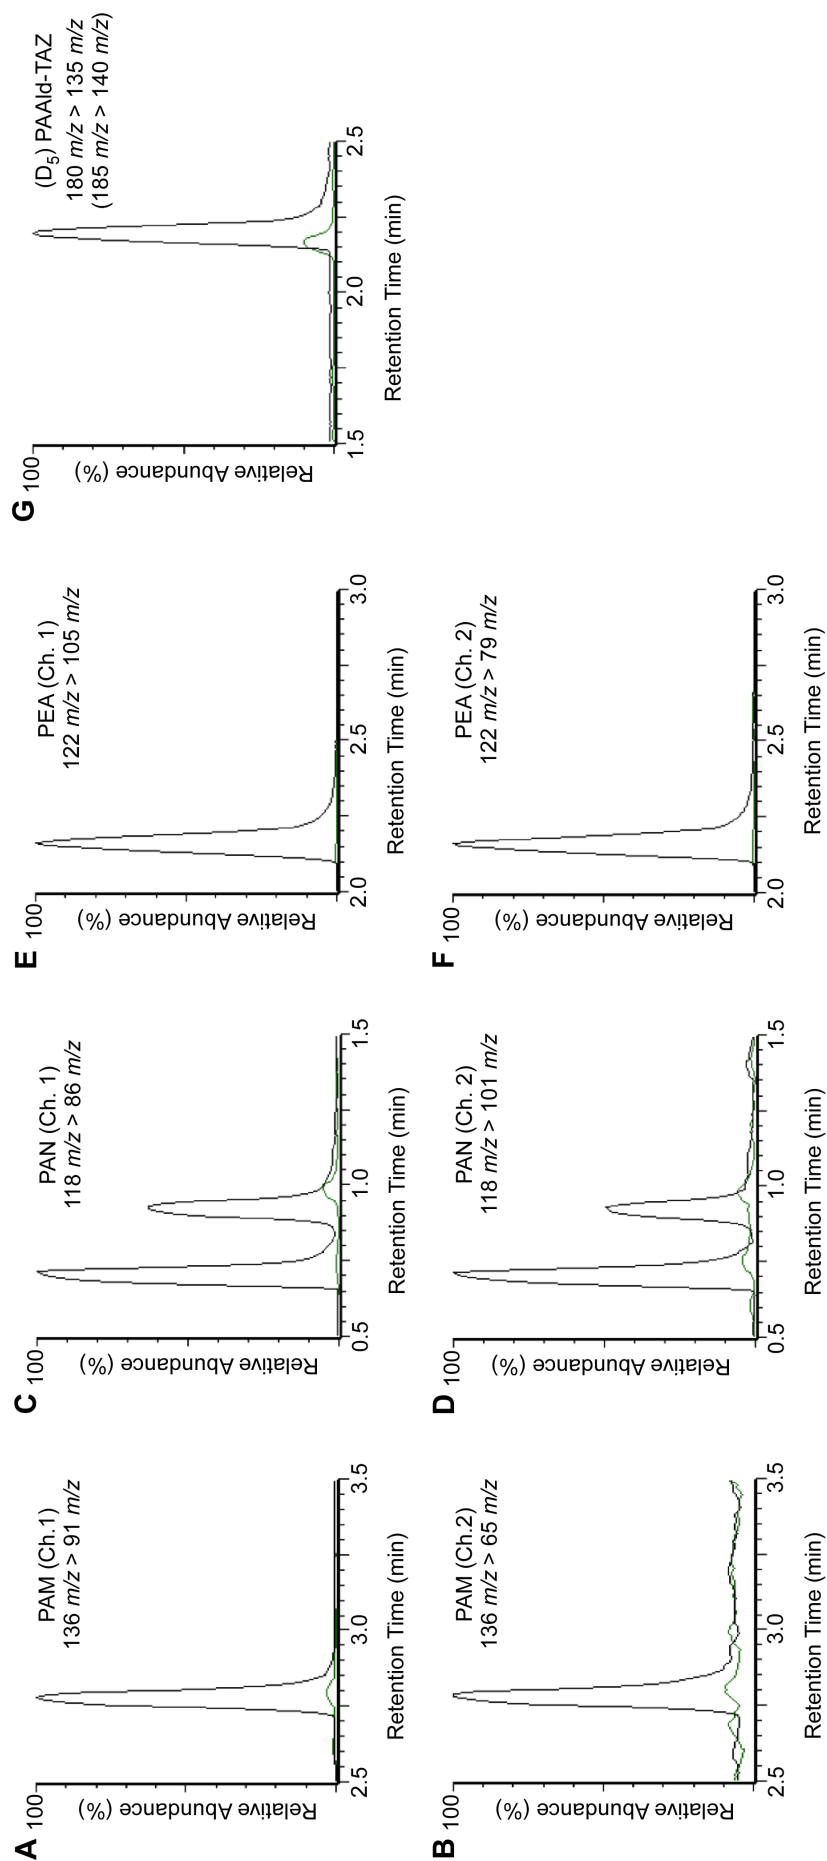 A
100
Relative Abundance (%)
PAM (Ch.1)
136 m/z > 91 m/z
2.5 3.0 3.5
Retention Time (min)
B
100
Relative Abundance (%)
PAM (Ch.2)
136 m/z > 65 m/z
2.5 3.0 3.5
Retention Time (min)
C
100
Relative Abundance (%)
PAN (Ch. 1)
118 m/z > 86 m/z
0.5 1.0 1.5
Retention Time (min)
D
100
Relative Abundance (%)
PAN (Ch. 2)
118 m/z > 101 m/z
0.5 1.0 1.5
Retention Time (min)
E
100
Relative Abundance (%)
PEA (Ch. 1)
122 m/z > 105 m/z
2.0 2.5 3.0
Retention Time (min)
F
100
Relative Abundance (%)
PEA (Ch. 2)
122 m/z > 79 m/z
2.0 2.5 3.0
Retention Time (min)
G
100
Relative Abundance (%)
(D5) PAAld-TAZ
180 m/z > 135 m/z
(185 m/z > 140 m/z)
1.5 2.0 2.5
Retention Time (min)